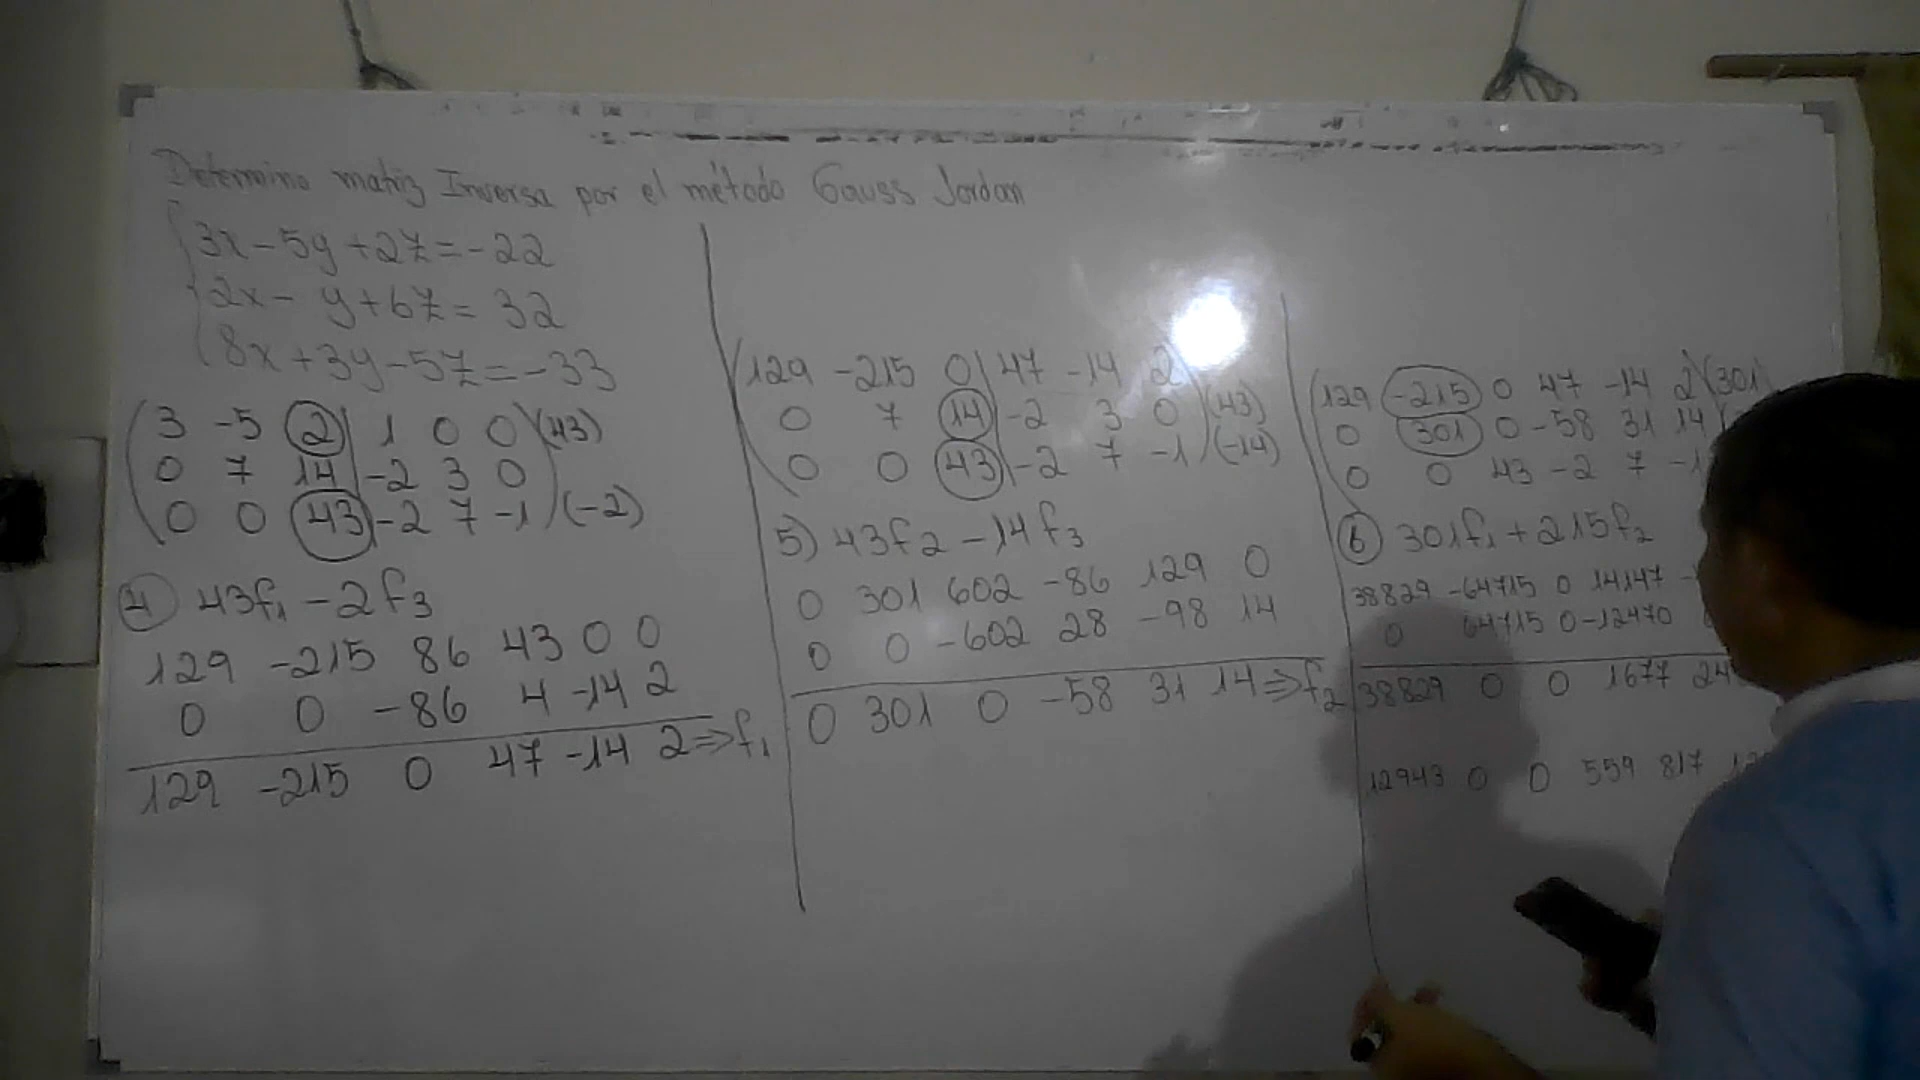 Determine matriz Inversa por el método Gauss Jordan
3x - 5y + 2z = -22
2x - y + 6z = 32
8x + 3y - 5z = -33
3 -5 2 | 1 0 0 (43)
0 7 14 | -2 3 0
0 0 43 | -2 7 -1 (-2)
4) 43f₁ - 2f₃
129 -215 86 43 0 0
0 0 -86 4 -14 2
129 -215 0 47 -14 2 ⇒ f₁
129 -215 0 | 47 -14 2
0 7 14 | -2 3 0 (43)
0 0 43 | -2 7 -1 (-14)
5) 43f₂ - 14f₃
0 301 602 -86 129 0
0 0 -602 28 -98 14
0 301 0 -58 31 14 ⇒ f₂
129 -215 0 47 -14 2 (301)
0 301 0 -58 31 14
0 0 43 -2 7 -1
6) 301f₁ + 215f₂
38829 -64715 0 14147
0 64715 0 -12470
38829 0 0 1677
12943 0 0 559 817